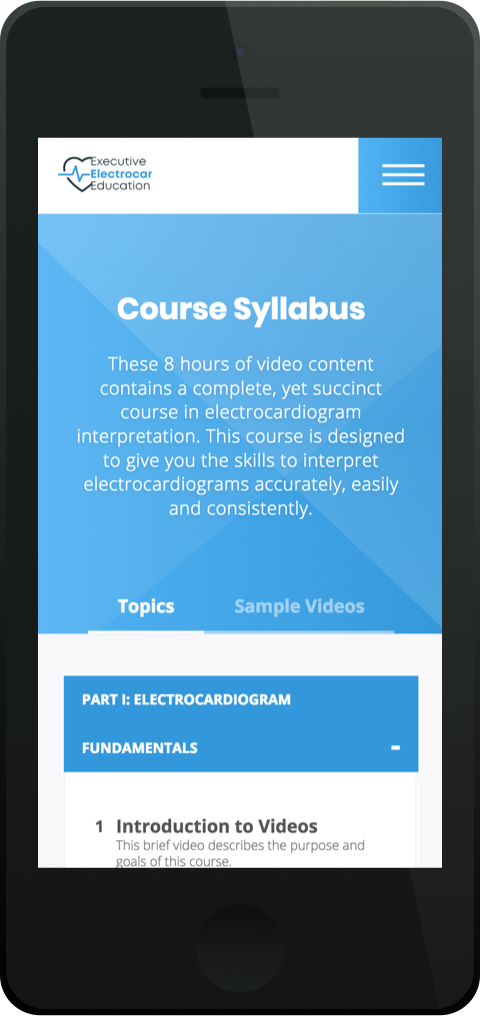 Executive
Electrocar
Education
Course Syllabus
These 8 hours of video content
contains a complete, yet succinct
course in electrocardiogram
interpretation. This course is designed
to give you the skills to interpret
electrocardiograms accurately, easily
and consistently.
Topics Sample Videos
PART I: ELECTROCARDIOGRAM
FUNDAMENTALS -
1 Introduction to Videos
This brief video describes the purpose and
goals of this course.